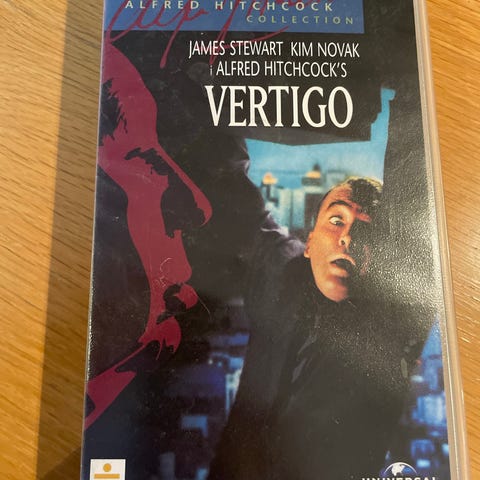 ALFRED HITCHCOCK
COLLECTION
JAMES STEWART KIM NOVAK
i ALFRED HITCHCOCK'S
VERTIGO
UNIVERSAL